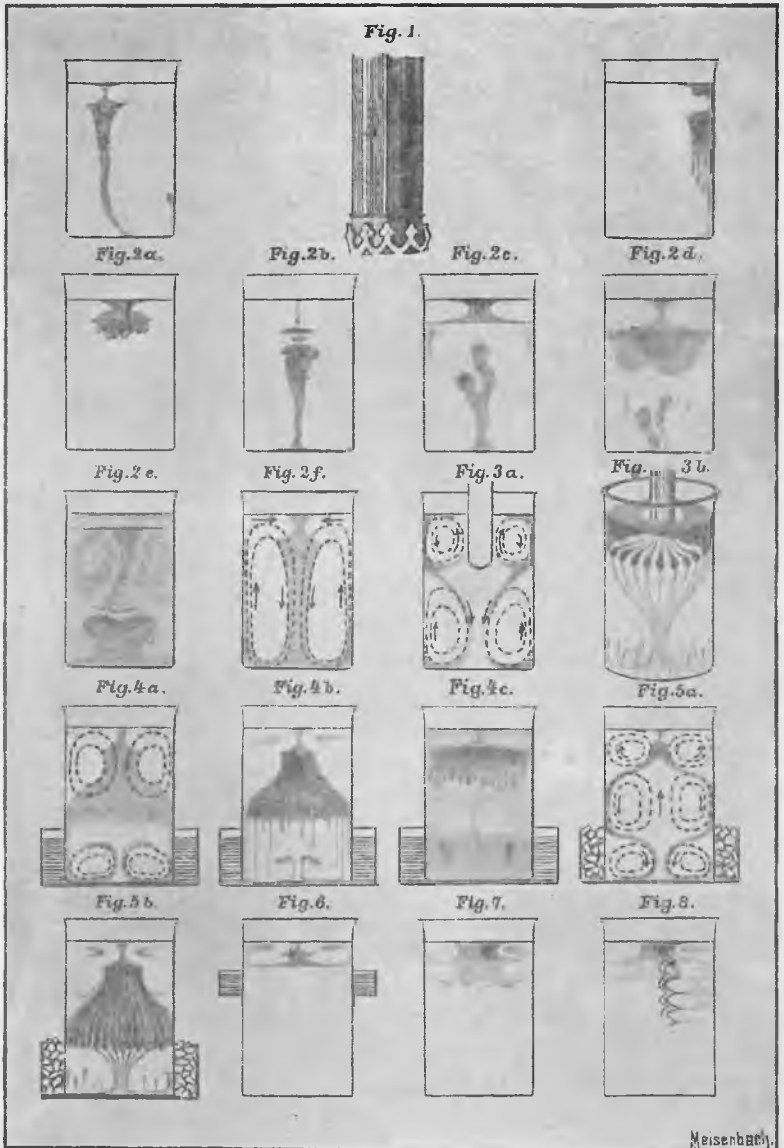 Fig. 1.
Fig. 2a.
Fig. 2b.
Fig. 2c.
Fig. 2d.
Fig. 2e.
Fig. 2f.
Fig. 3a.
Fig. 3b.
Fig. 4a.
Fig. 4b.
Fig. 4c.
Fig. 5a.
Fig. 5b.
Fig. 6.
Fig. 7.
Fig. 8.
Meisenbach.